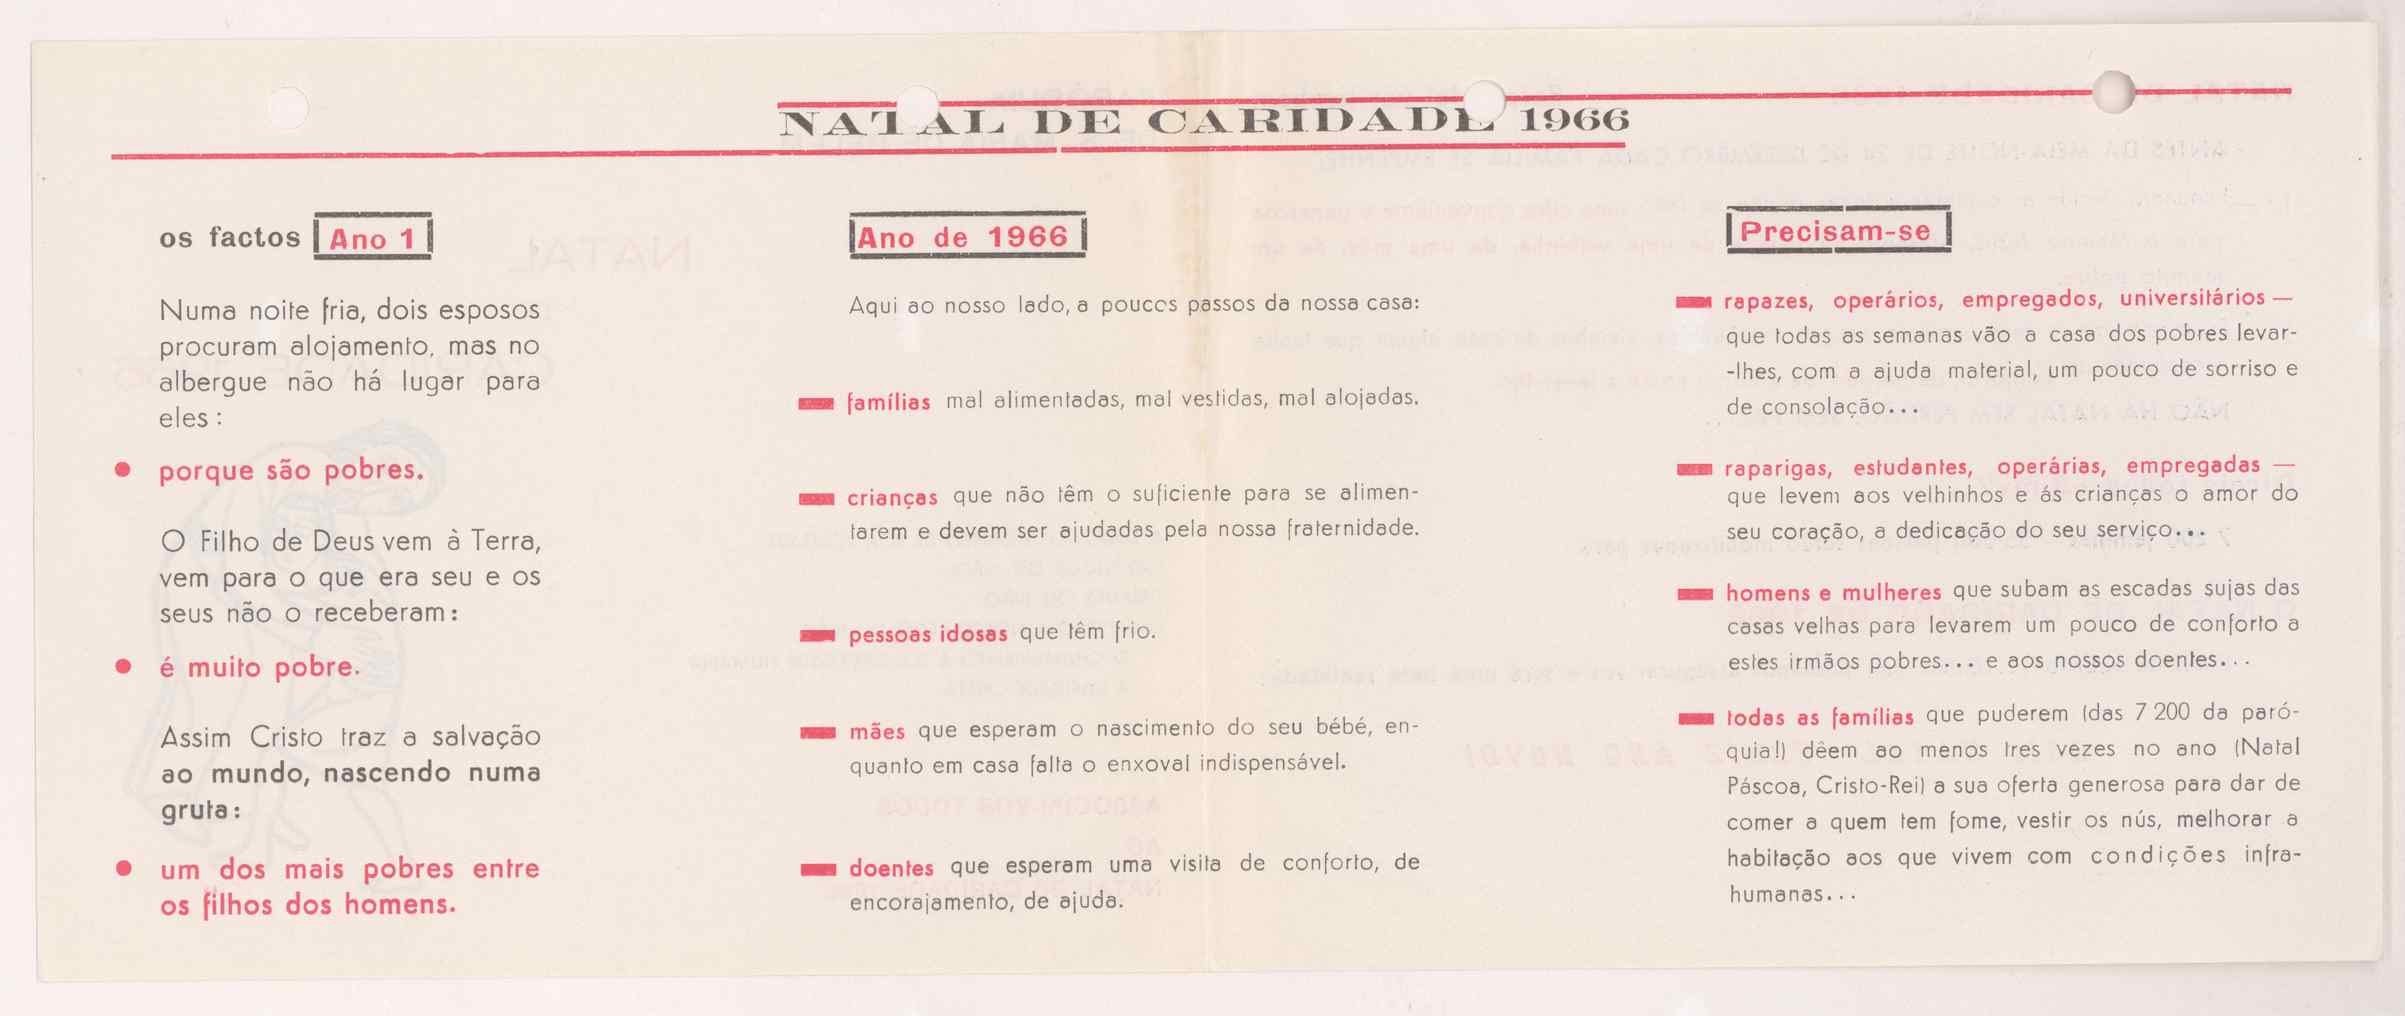 NATAL DE CARIDADE 1966
os factos Ano 1
Numa noite fria, dois esposos
procuram alojamento, mas no
albergue não há lugar para
eles :
porque são pobres.
O Filho de Deus vem à Terra,
vem para o que era seu e os
seus não o receberam :
é muito pobre.
Assim Cristo traz a salvação
ao mundo, nascendo numa
gruta :
um dos mais pobres entre
os filhos dos homens.
Ano de 1966
Aqui ao nosso lado, a poucos passos da nossa casa:
famílias mal alimentadas, mal vestidas, mal alojadas.
crianças que não têm o suficiente para se alimen-
tarem e devem ser ajudadas pela nossa fraternidade.
pessoas idosas que têm frio.
mães que esperam o nascimento do seu bébé, en-
quanto em casa falta o enxoval indispensável.
doentes que esperam uma visita de conforto, de
encorajamento, de ajuda.
Precisam-se
rapazes, operários, empregados, universitários —
que todas as semanas vão a casa dos pobres levar-
-lhes, com a ajuda material, um pouco de sorriso e
de consolação...
raparigas, estudantes, operárias, empregadas —
que levem aos velhinhos e ás crianças o amor do
seu coração, a dedicação do seu serviço...
homens e mulheres que subam as escadas sujas das
casas velhas para levarem um pouco de conforto a
estes irmãos pobres... e aos nossos doentes...
todas as famílias que puderem (das 7 200 da paró-
quia!) dêem ao menos tres vezes no ano (Natal
Páscoa, Cristo-Rei) a sua oferta generosa para dar de
comer a quem tem fome, vestir os nús, melhorar a
habitação aos que vivem com condições infra-
humanas...